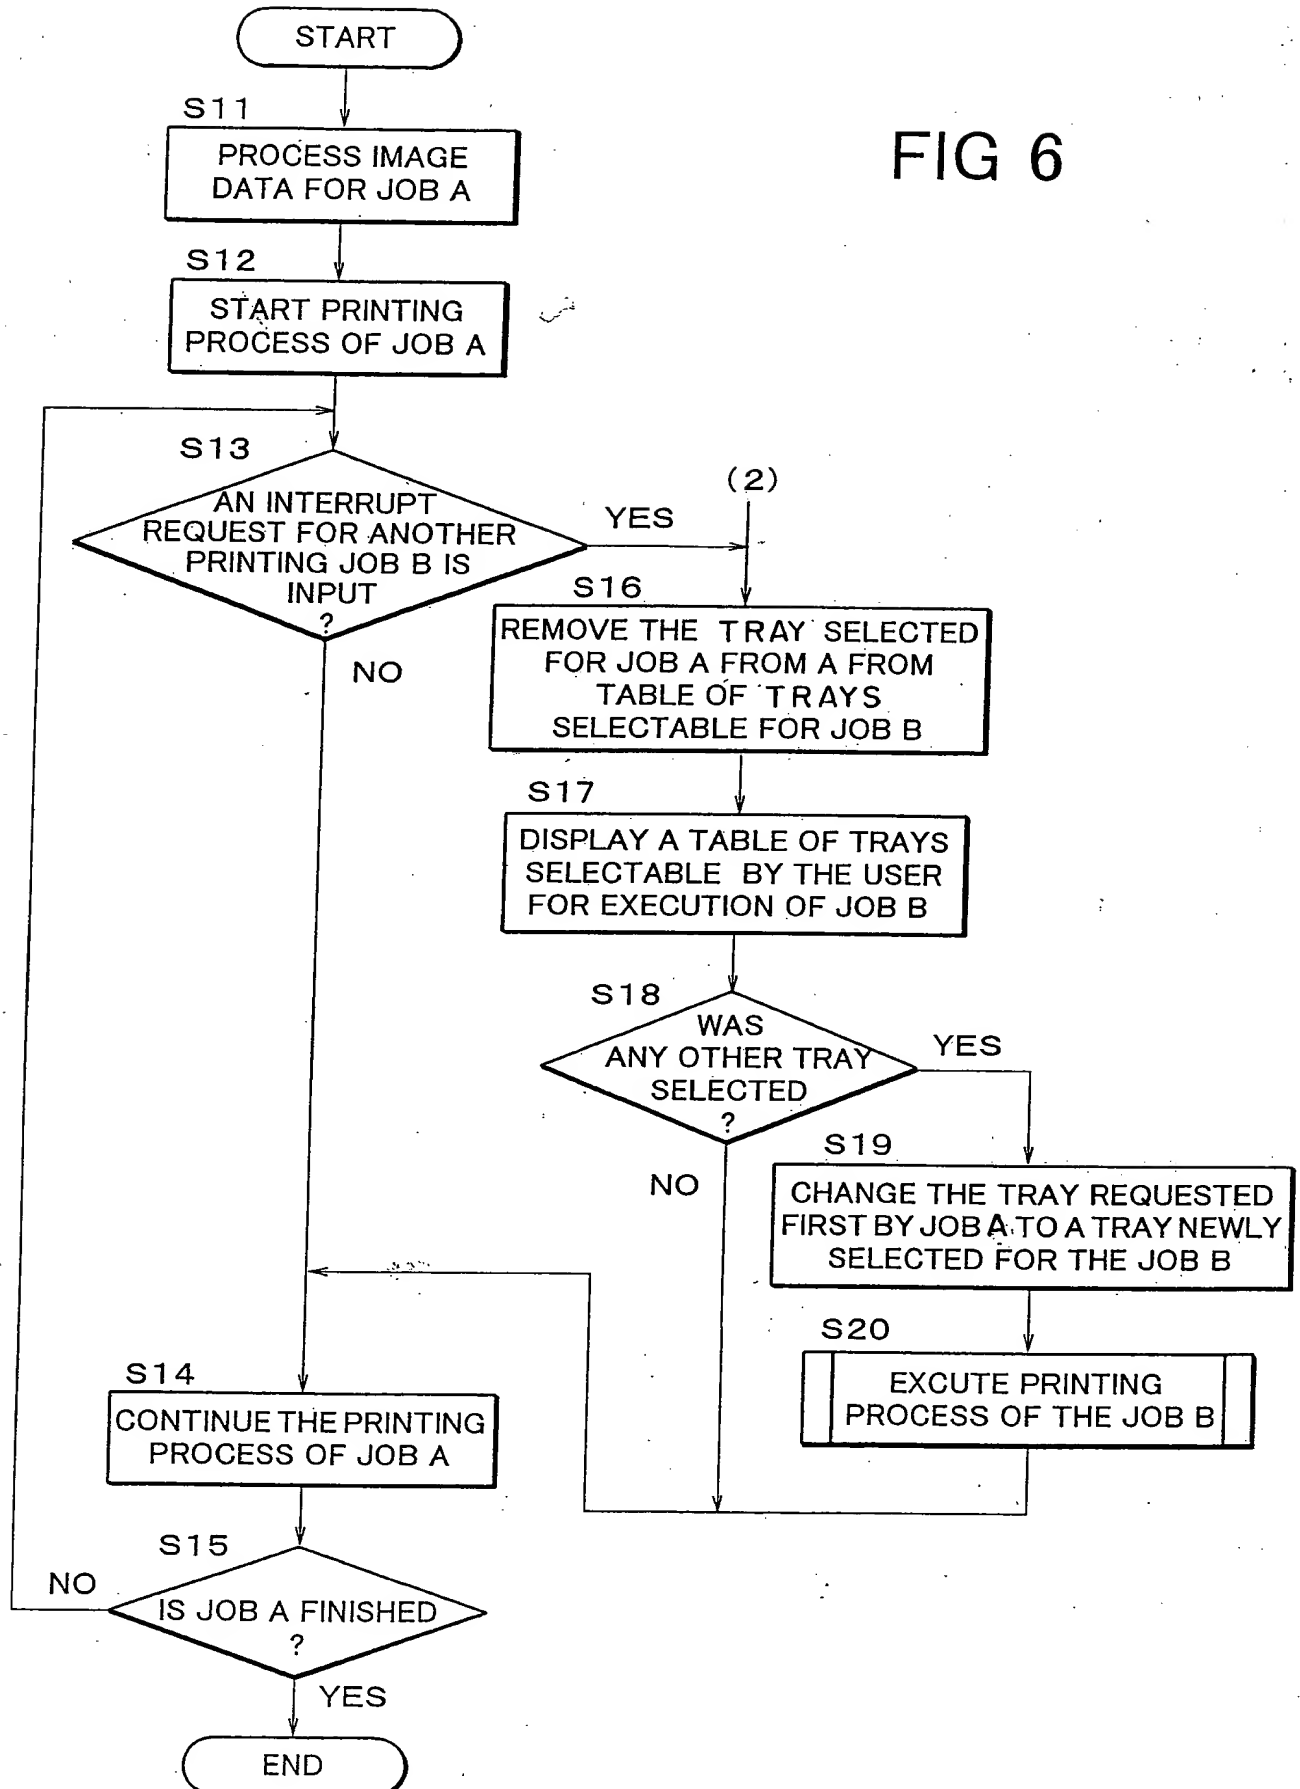 START
S11
PROCESS IMAGE
DATA FOR JOB A
FIG 6
S12
START PRINTING
PROCESS OF JOB A
S13
AN INTERRUPT
REQUEST FOR ANOTHER
PRINTING JOB B IS
INPUT
?
YES
NO
(2)
S16
REMOVE THE TRAY SELECTED
FOR JOB A FROM A FROM
TABLE OF TRAYS
SELECTABLE FOR JOB B
S17
DISPLAY A TABLE OF TRAYS
SELECTABLE BY THE USER
FOR EXECUTION OF JOB B
S18
WAS
ANY OTHER TRAY
SELECTED
?
YES
NO
S19
CHANGE THE TRAY REQUESTED
FIRST BY JOB A TO A TRAY NEWLY
SELECTED FOR THE JOB B
S20
EXCUTE PRINTING
PROCESS OF THE JOB B
S14
CONTINUE THE PRINTING
PROCESS OF JOB A
S15
NO
IS JOB A FINISHED
?
YES
END